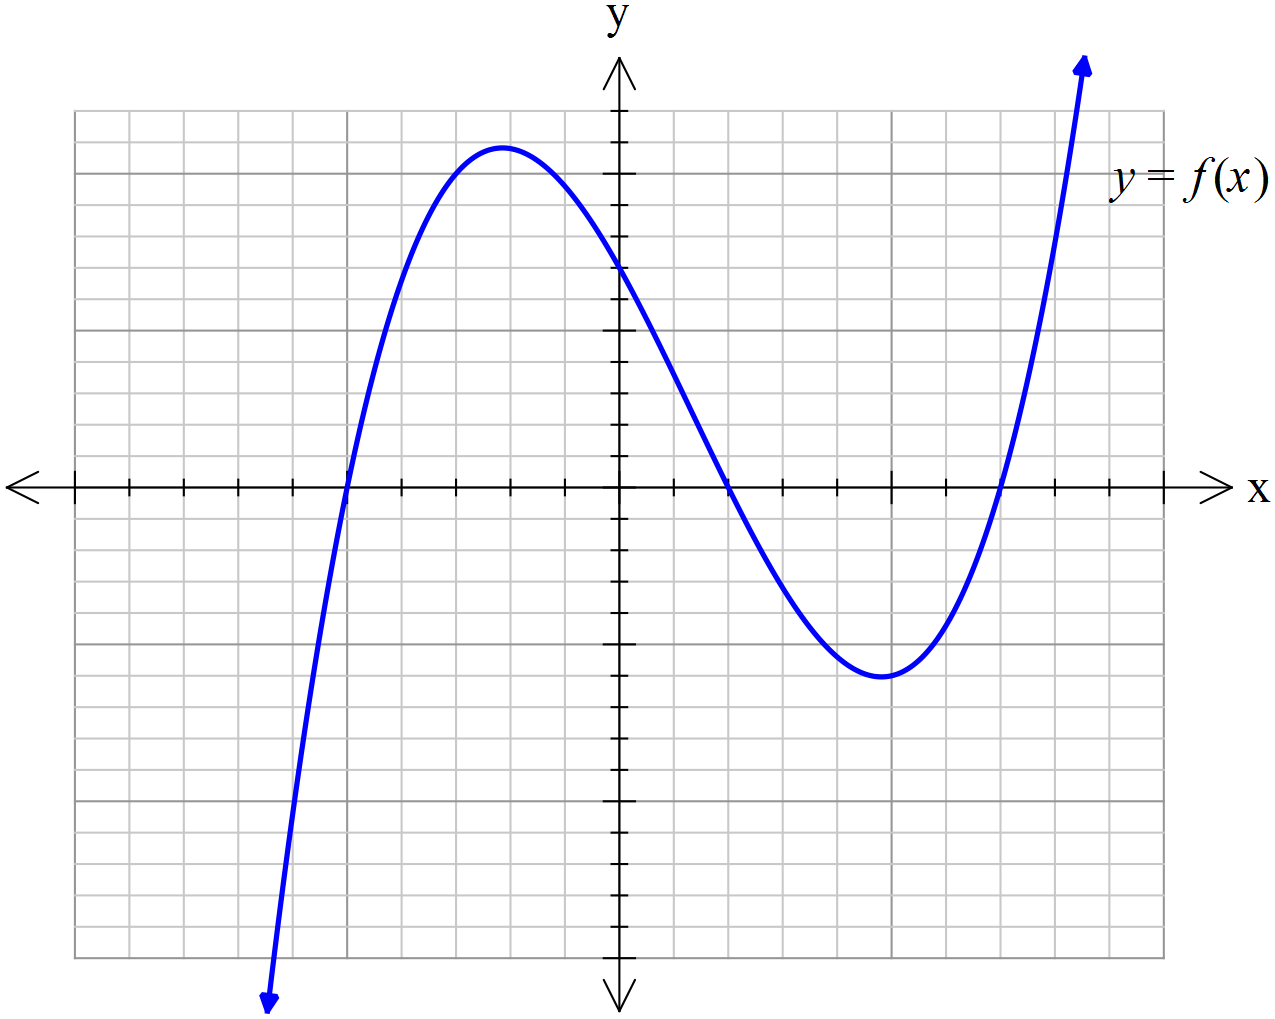 y
y = f(x)
x